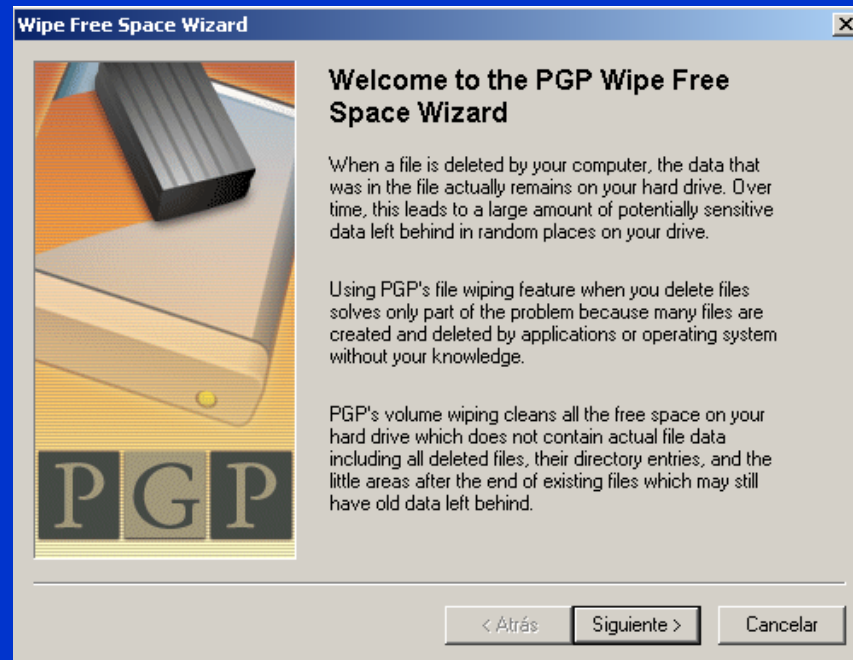 Wipe Free Space Wizard
Welcome to the PGP Wipe Free
Space Wizard
When a file is deleted by your computer, the data that
was in the file actually remains on your hard drive. Over
time, this leads to a large amount of potentially sensitive
data left behind in random places on your drive.
Using PGP's file wiping feature when you delete files
solves only part of the problem because many files are
created and deleted by applications or operating system
without your knowledge.
PGP's volume wiping cleans all the free space on your
hard drive which does not contain actual file data
including all deleted files, their directory entries, and the
little areas after the end of existing files which may still
have old data left behind.
PGP
< Atrás Siguiente > Cancelar